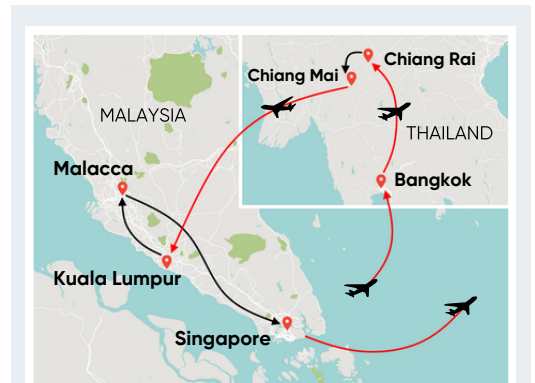 Chiang Rai
Chiang Mai
MALAYSIA
THAILAND
Malacca
Bangkok
Kuala Lumpur
Singapore